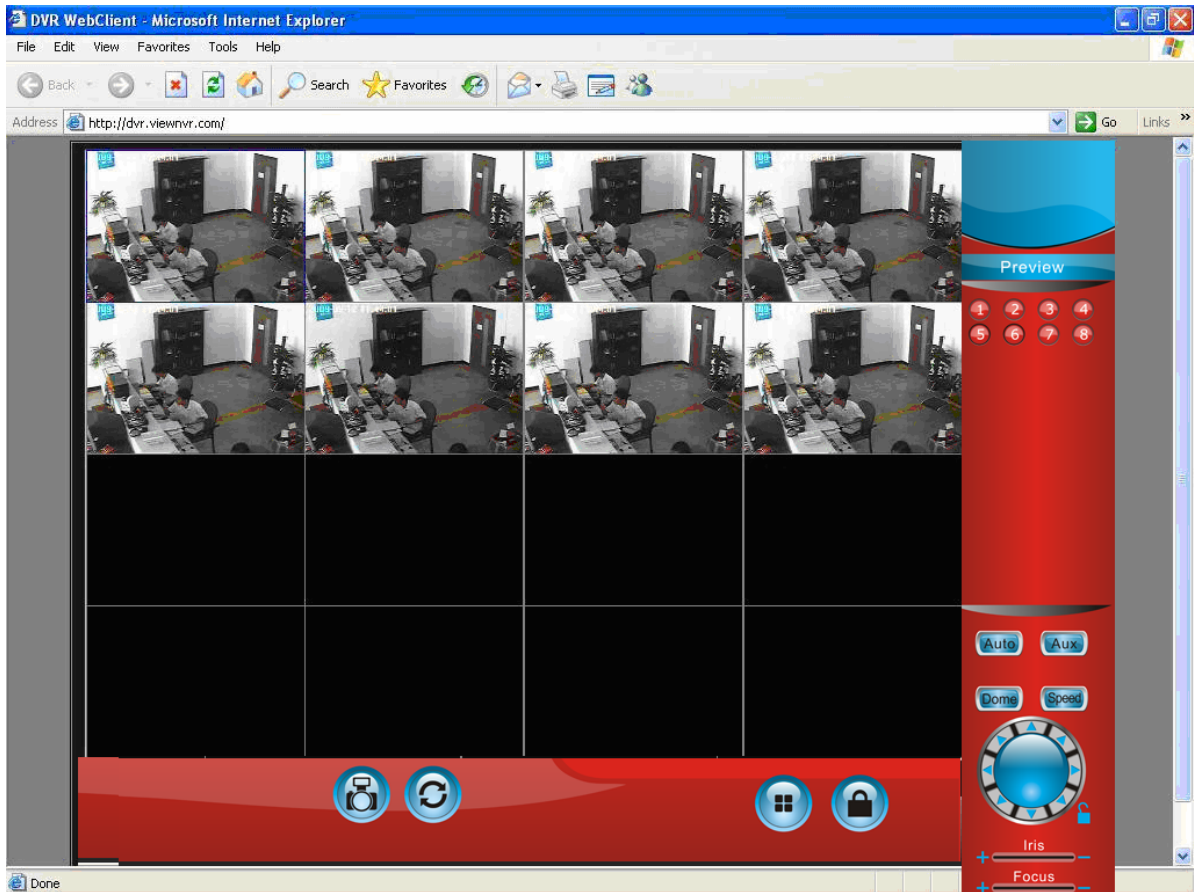 DVR WebClient - Microsoft Internet Explorer
File Edit View Favorites Tools Help
Back Search Favorites
Address http://dvr.viewnvr.com/ Go Links »
Preview
1 2 3 4
5 6 7 8
Auto Aux
Dome Speed
Iris
+ −
Focus
+ −
Done